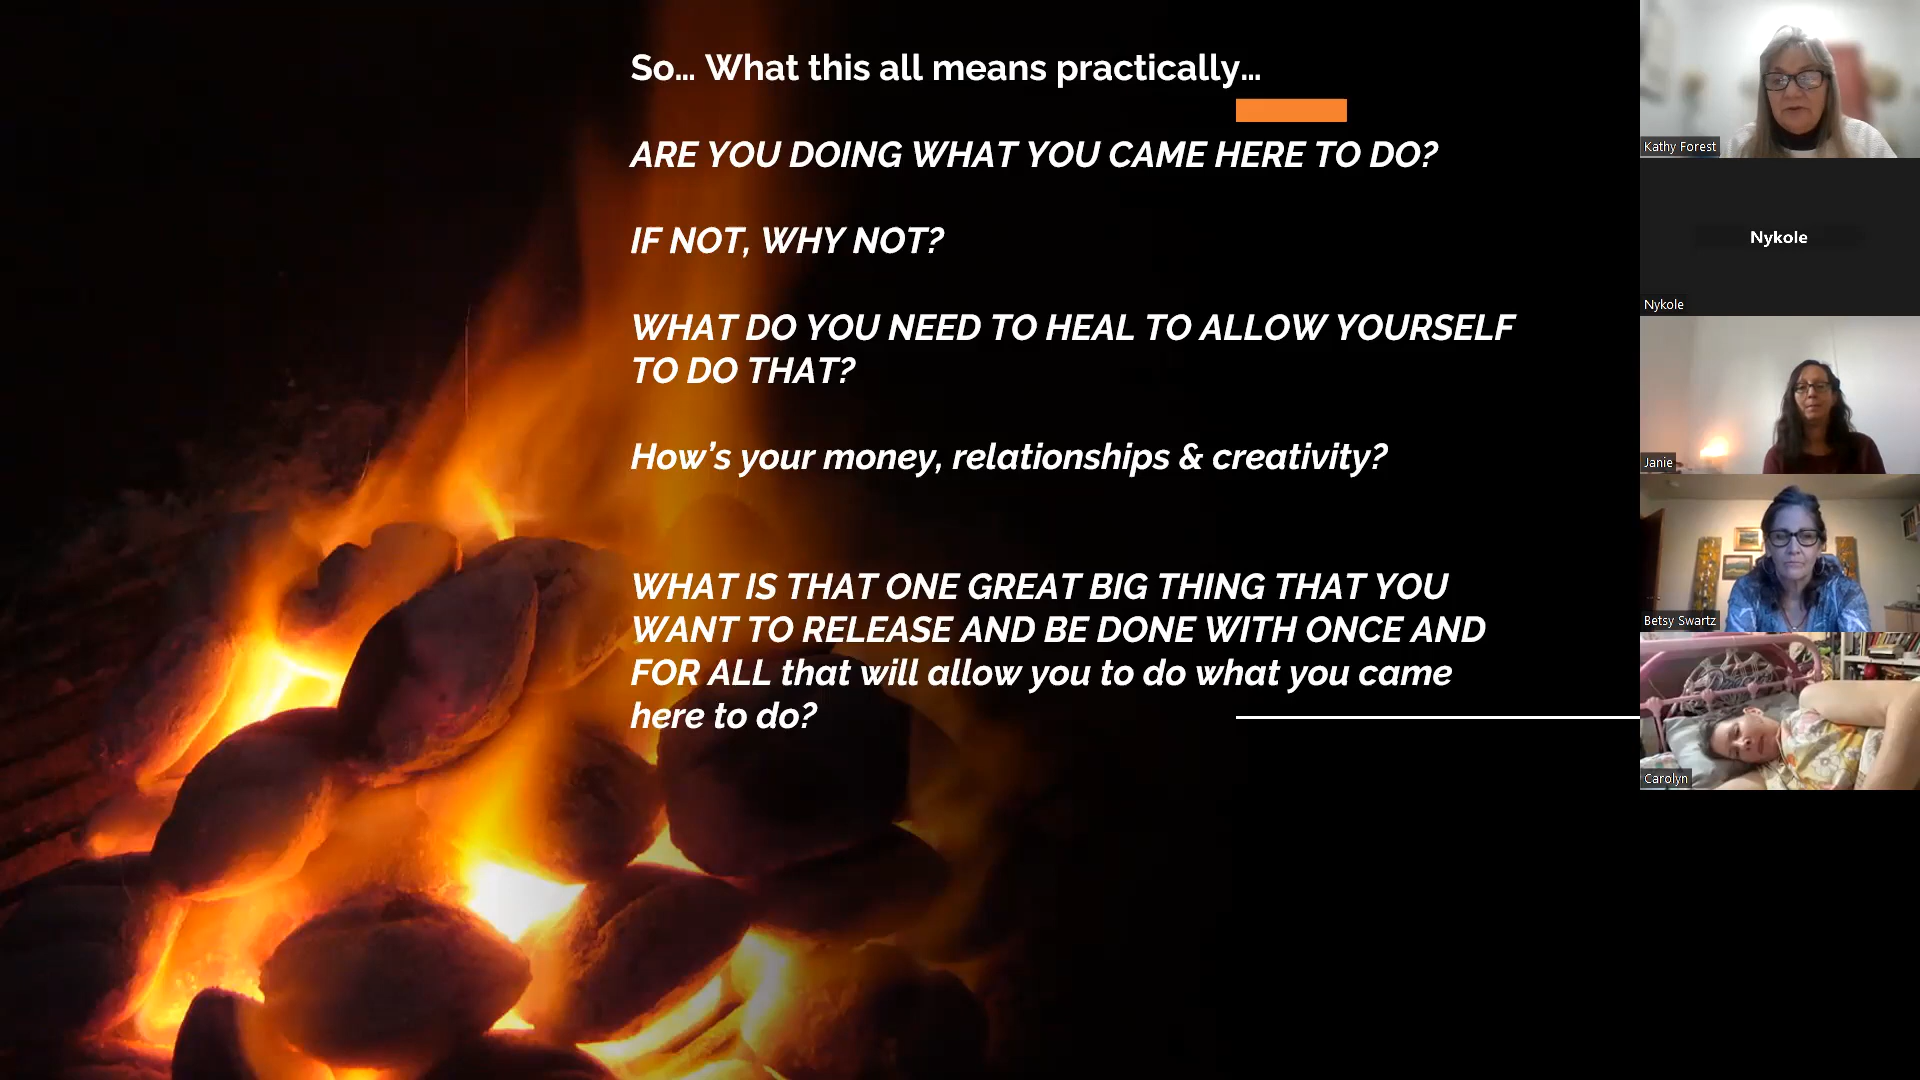 So… What this all means practically…
ARE YOU DOING WHAT YOU CAME HERE TO DO?
IF NOT, WHY NOT?
WHAT DO YOU NEED TO HEAL TO ALLOW YOURSELF
TO DO THAT?
How’s your money, relationships & creativity?
WHAT IS THAT ONE GREAT BIG THING THAT YOU
WANT TO RELEASE AND BE DONE WITH ONCE AND
FOR ALL that will allow you to do what you came
here to do?
Kathy Forest
Nykole
Nykole
Janie
Betsy Swartz
Carolyn